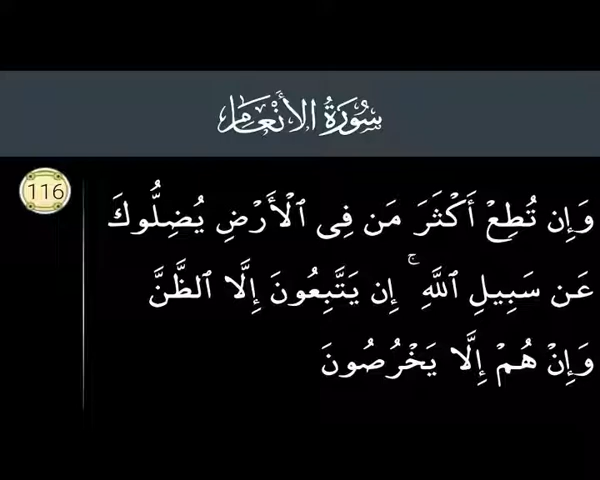 سُورَةُ الأَنْعَام
116
وَإِن تُطِعْ أَكْثَرَ مَن فِى ٱلْأَرْضِ يُضِلُّوكَ
عَن سَبِيلِ ٱللَّهِ ۚ إِن يَتَّبِعُونَ إِلَّا ٱلظَّنَّ
وَإِنْ هُمْ إِلَّا يَخْرُصُونَ